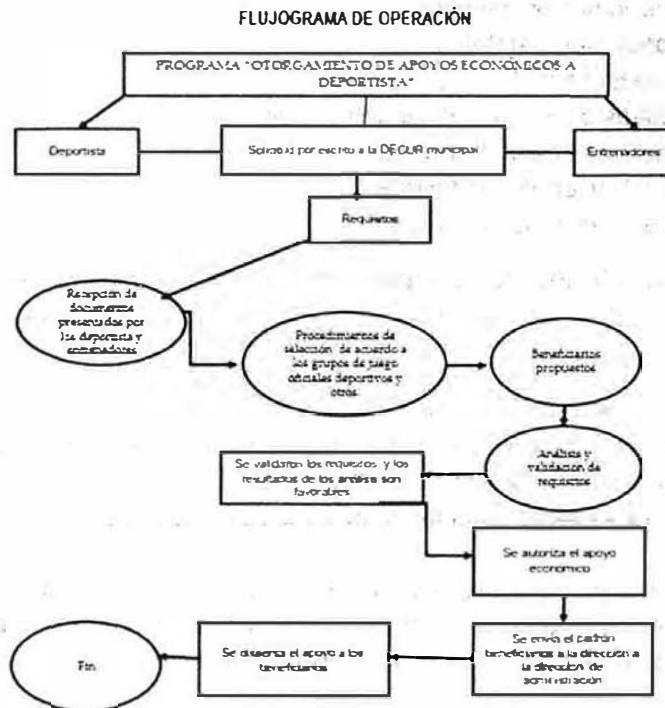 FLUJOGRAMA DE OPERACIÓN
PROGRAMA "OTORGAMIENTO DE APOYOS ECONÓMICOS A
DEPORTISTA"
Deportista
Solicitud por escrito a la DECUR municipal
Entrenadores
Requisitos
Recepción de
documentos
presentados por
los deportista y
entrenadores
Procedimientos de
selección de acuerdo a
los grupos de juego
oficiales deportivos y
otros.
Beneficiarios
propuestos
Análisis y
validación de
requisitos
Se validaron los requisitos y los
resultados de los análisis son
favorables
Se autoriza el apoyo
económico
Se envía el padrón
beneficiarios a la dirección a
la dirección de
administración
Se dispersa el apoyo a los
beneficiarios
Fin